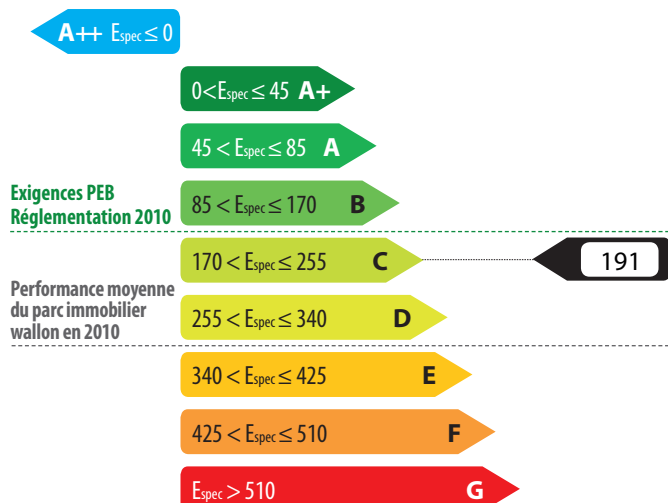 A++ Espec ≤ 0
0<Espec ≤ 45 A+
45 < Espec ≤ 85 A
Exigences PEB
Réglementation 2010
85 < Espec ≤ 170 B
170 < Espec ≤ 255 C
191
Performance moyenne
du parc immobilier
wallon en 2010
255 < Espec ≤ 340 D
340 < Espec ≤ 425 E
425 < Espec ≤ 510 F
Espec > 510 G